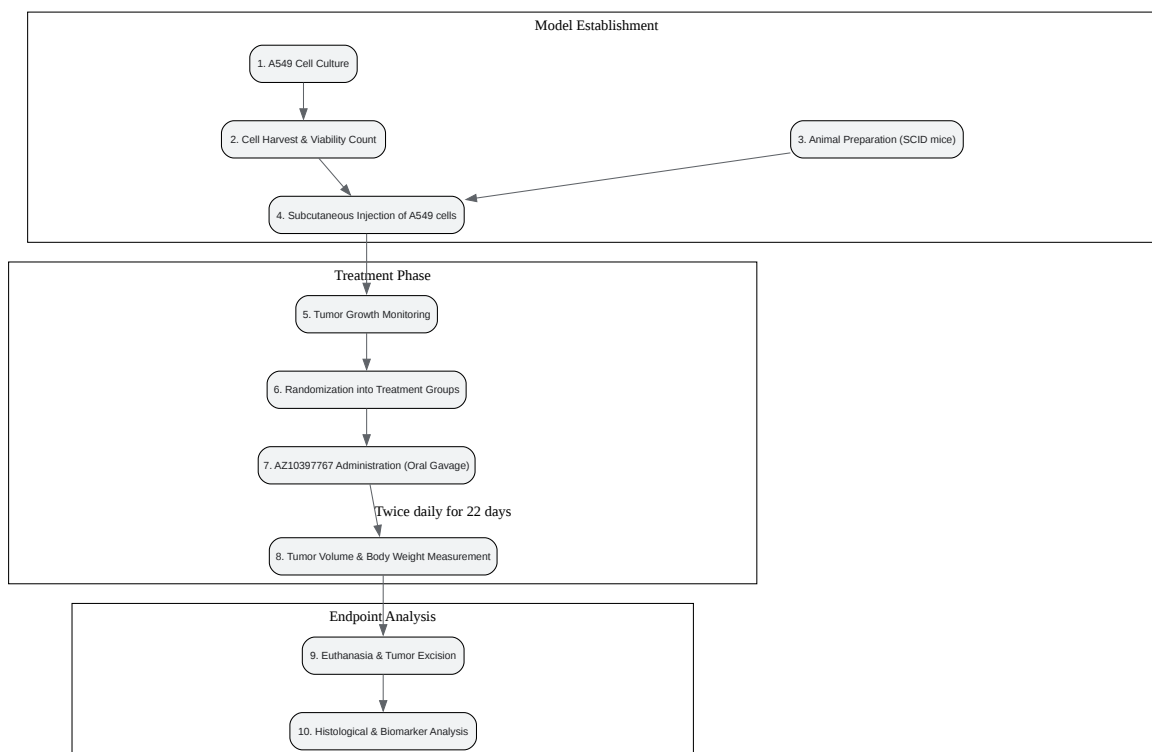 Model Establishment
1. A549 Cell Culture
2. Cell Harvest & Viability Count
3. Animal Preparation (SCID mice)
4. Subcutaneous Injection of A549 cells
Treatment Phase
5. Tumor Growth Monitoring
6. Randomization into Treatment Groups
7. AZ10397767 Administration (Oral Gavage)
Twice daily for 22 days
8. Tumor Volume & Body Weight Measurement
Endpoint Analysis
9. Euthanasia & Tumor Excision
10. Histological & Biomarker Analysis